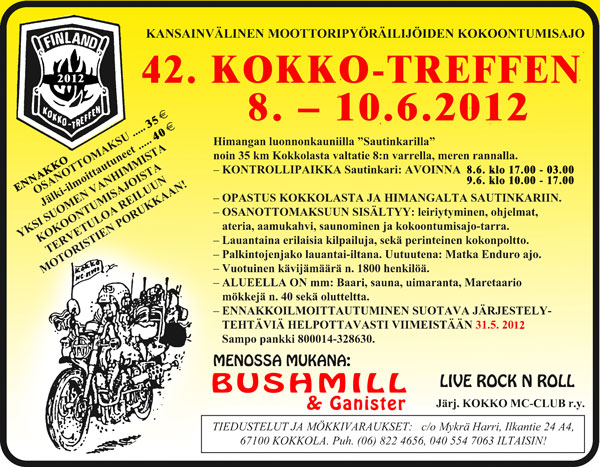 KANSAINVÄLINEN MOOTTORIPYÖRÄILIJÖIDEN KOKOONTUMISAJO
FINLAND
2012
KOKKO-TREFFEN
42. KOKKO-TREFFEN
8. – 10.6.2012
ENNAKKO
OSANOTTOMAKSU ..... 35 €
Jälki-ilmoittautuneet ..... 40 €
YKSI SUOMEN VANHIMMISTA
KOKOONTUMISAJOISTA
TERVETULOA REILUUN
MOTORISTIEN PORUKKAAN!
Himangan luonnonkauniilla ”Sautinkarilla”
noin 35 km Kokkolasta valtatie 8:n varrella, meren rannalla.
– KONTROLLIPAIKKA Sautinkari: AVOINNA 8.6. klo 17.00 - 03.00
9.6. klo 10.00 - 17.00
– OPASTUS KOKKOLASTA JA HIMANGALTA SAUTINKARIIN.
– OSANOTTOMAKSUUN SISÄLTYY: leiriytyminen, ohjelmat,
ateria, aamukahvi, saunominen ja kokoontumisajo-tarra.
– Lauantaina erilaisia kilpailuja, sekä perinteinen kokonpoltto.
– Palkintojenjako lauantai-iltana. Uutuutena: Matka Enduro ajo.
– Vuotuinen kävijämäärä n. 1800 henkilöä.
– ALUEELLA ON mm: Baari, sauna, uimaranta, Maretaario
mökkejä n. 40 sekä olutteltta.
– ENNAKKOILMOITTAUTUMINEN SUOTAVA JÄRJESTELY-
TEHTÄVIÄ HELPOTTAVASTI VIIMEISTÄÄN 31.5. 2012
Sampo pankki 800014-328630.
KOKKO
MC-CLUB
MENOSSA MUKANA:
BUSHMILL
& Ganister
LIVE ROCK N ROLL
Järj. KOKKO MC-CLUB r.y.
TIEDUSTELUT JA MÖKKIVARAUKSET: c/o Mykrä Harri, Ilkantie 24 A4,
67100 KOKKOLA. Puh. (06) 822 4656, 040 554 7063 ILTAISIN!